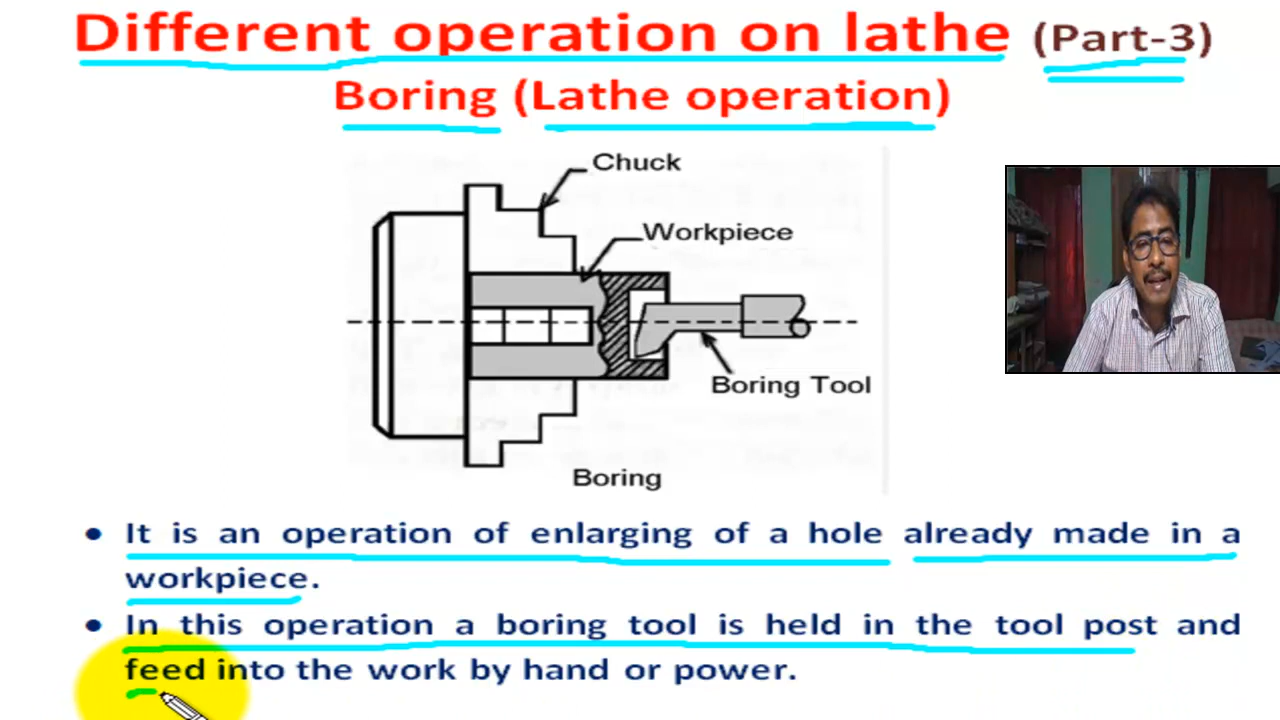 Different operation on lathe (Part-3)
Boring (Lathe operation)
Chuck
Workpiece
Boring Tool
Boring
• It is an operation of enlarging of a hole already made in a
workpiece.
• In this operation a boring tool is held in the tool post and
feed into the work by hand or power.